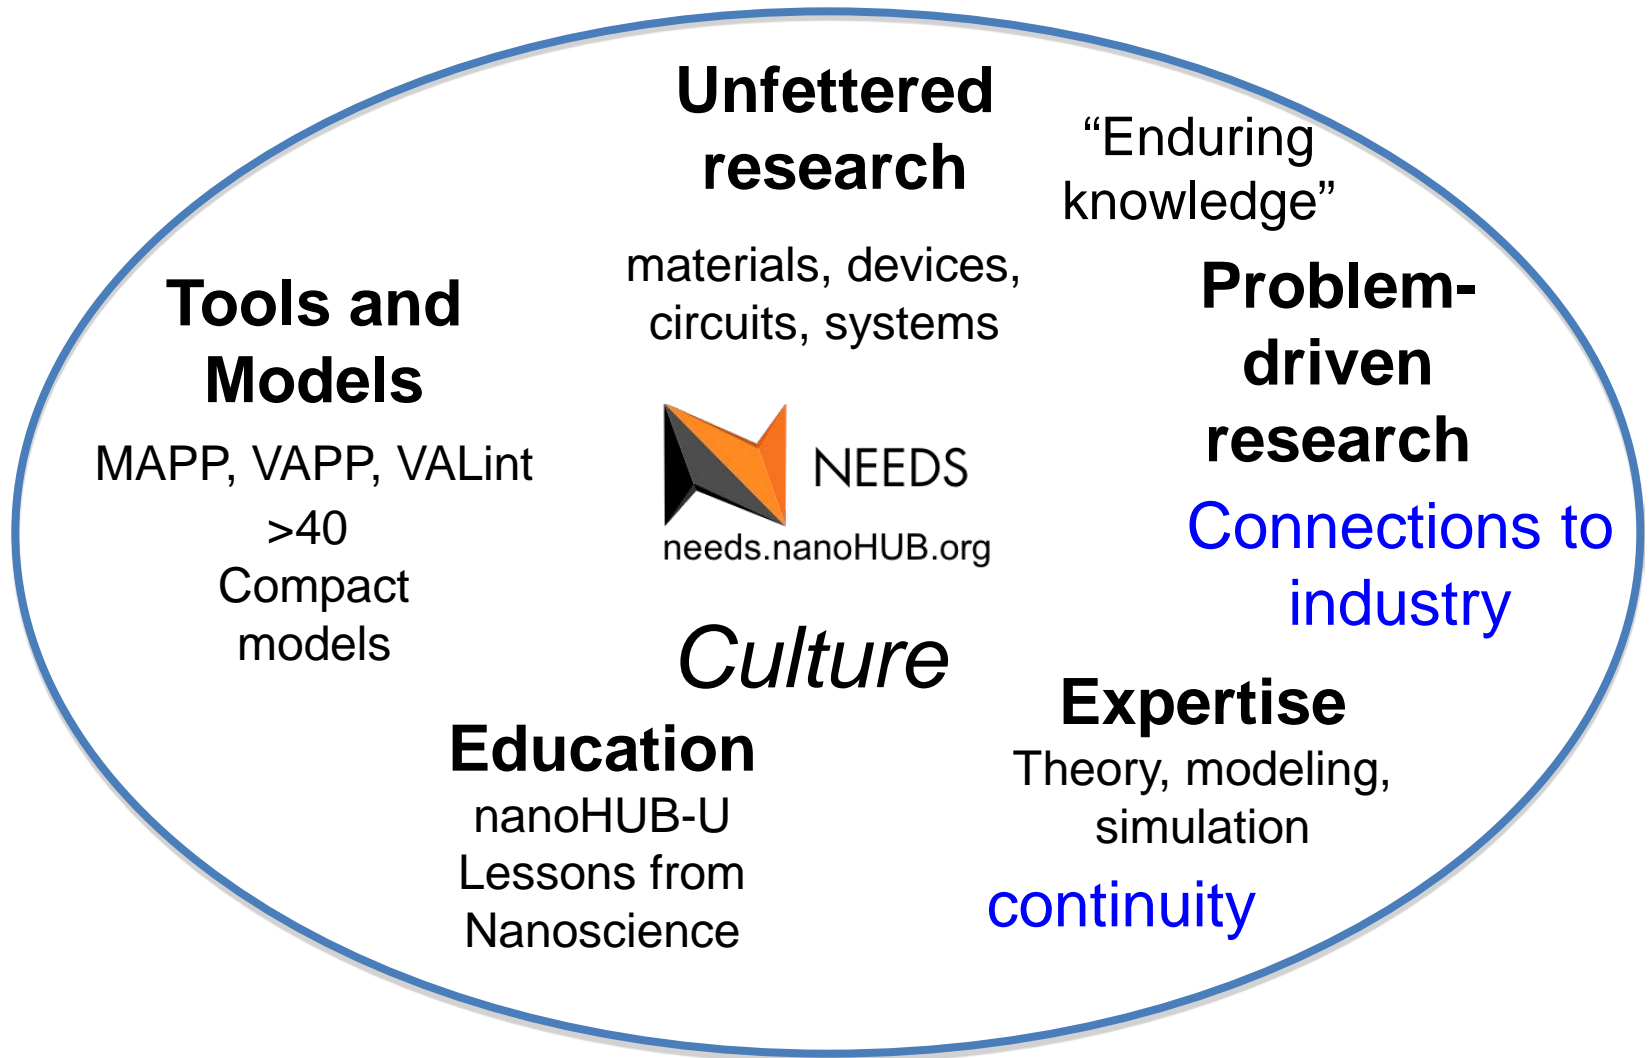 Unfettered
research
materials, devices,
circuits, systems
“Enduring
knowledge”
Problem-
driven
research
Connections to
industry
Tools and
Models
MAPP, VAPP, VALint
>40
Compact
models
NEEDS
needs.nanoHUB.org
Culture
Expertise
Theory, modeling,
simulation
continuity
Education
nanoHUB-U
Lessons from
Nanoscience